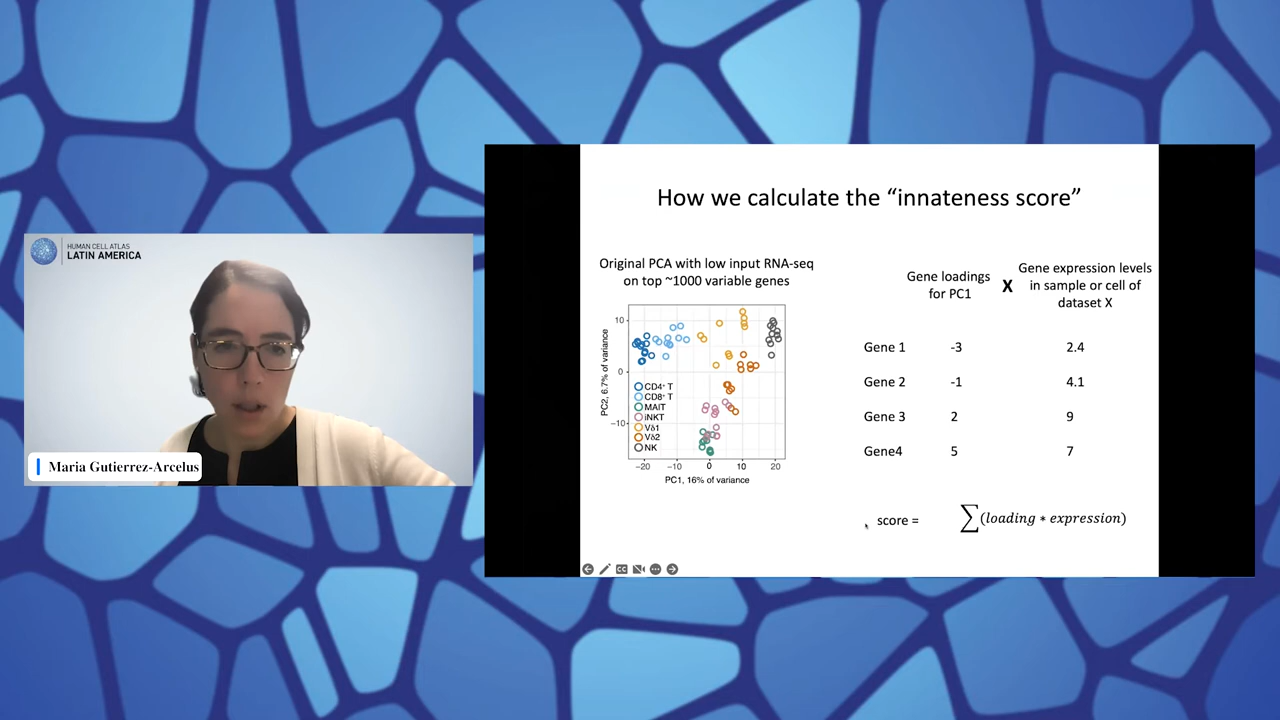 HUMAN CELL ATLAS
LATIN AMERICA
Maria Gutierrez-Arcelus
How we calculate the “innateness score”
Original PCA with low input RNA-seq
on top ~1000 variable genes
PC2, 6.7% of variance
10
0
−10
CD4⁺ T
CD8⁺ T
MAIT
iNKT
Vδ1
Vδ2
NK
−20 −10 0 10 20
PC1, 16% of variance
Gene loadings
for PC1
X
Gene expression levels
in sample or cell of
dataset X
Gene 1 -3 2.4
Gene 2 -1 4.1
Gene 3 2 9
Gene4 5 7
score = ∑(loading ∗ expression)
CC